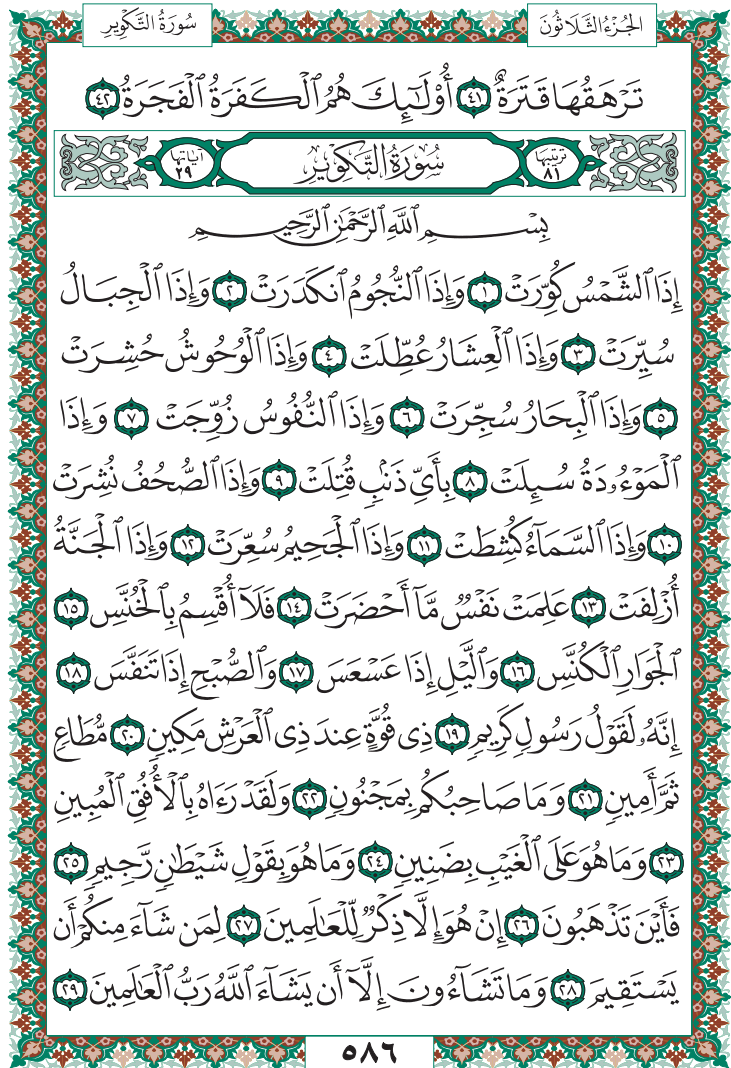 الجُزْءُ الثَّلَاثُونَ
سُورَةُ التَّكْوِيرِ
تَرْهَقُهَا قَتَرَةٌ ٤١ أُوْلَٰٓئِكَ هُمُ ٱلْكَفَرَةُ ٱلْفَجَرَةُ ٤٢
ترتيبها ٨١ سُورَةُ التَّكْوِيرِ آياتها ٢٩
بِسْمِ ٱللَّهِ ٱلرَّحْمَٰنِ ٱلرَّحِيمِ
إِذَا ٱلشَّمْسُ كُوِّرَتْ ١ وَإِذَا ٱلنُّجُومُ ٱنكَدَرَتْ ٢ وَإِذَا ٱلْجِبَالُ
سُيِّرَتْ ٣ وَإِذَا ٱلْعِشَارُ عُطِّلَتْ ٤ وَإِذَا ٱلْوُحُوشُ حُشِرَتْ
٥ وَإِذَا ٱلْبِحَارُ سُجِّرَتْ ٦ وَإِذَا ٱلنُّفُوسُ زُوِّجَتْ ٧ وَإِذَا
ٱلْمَوْءُۥدَةُ سُئِلَتْ ٨ بِأَىِّ ذَنۢبٍ قُتِلَتْ ٩ وَإِذَا ٱلصُّحُفُ نُشِرَتْ
١٠ وَإِذَا ٱلسَّمَآءُ كُشِطَتْ ١١ وَإِذَا ٱلْجَحِيمُ سُعِّرَتْ ١٢ وَإِذَا ٱلْجَنَّةُ
أُزْلِفَتْ ١٣ عَلِمَتْ نَفْسٌ مَّآ أَحْضَرَتْ ١٤ فَلَآ أُقْسِمُ بِٱلْخُنَّسِ ١٥
ٱلْجَوَارِ ٱلْكُنَّسِ ١٦ وَٱلَّيْلِ إِذَا عَسْعَسَ ١٧ وَٱلصُّبْحِ إِذَا تَنَفَّسَ ١٨
إِنَّهُۥ لَقَوْلُ رَسُولٍ كَرِيمٍ ١٩ ذِى قُوَّةٍ عِندَ ذِى ٱلْعَرْشِ مَكِينٍ ٢٠ مُّطَاعٍ
ثَمَّ أَمِينٍ ٢١ وَمَا صَاحِبُكُم بِمَجْنُونٍ ٢٢ وَلَقَدْ رَءَاهُ بِٱلْأُفُقِ ٱلْمُبِينِ
٢٣ وَمَا هُوَ عَلَى ٱلْغَيْبِ بِضَنِينٍ ٢٤ وَمَا هُوَ بِقَوْلِ شَيْطَٰنٍ رَّجِيمٍ ٢٥
فَأَيْنَ تَذْهَبُونَ ٢٦ إِنْ هُوَ إِلَّا ذِكْرٌ لِّلْعَٰلَمِينَ ٢٧ لِمَن شَآءَ مِنكُمْ أَن
يَسْتَقِيمَ ٢٨ وَمَا تَشَآءُونَ إِلَّآ أَن يَشَآءَ ٱللَّهُ رَبُّ ٱلْعَٰلَمِينَ ٢٩
٥٨٦